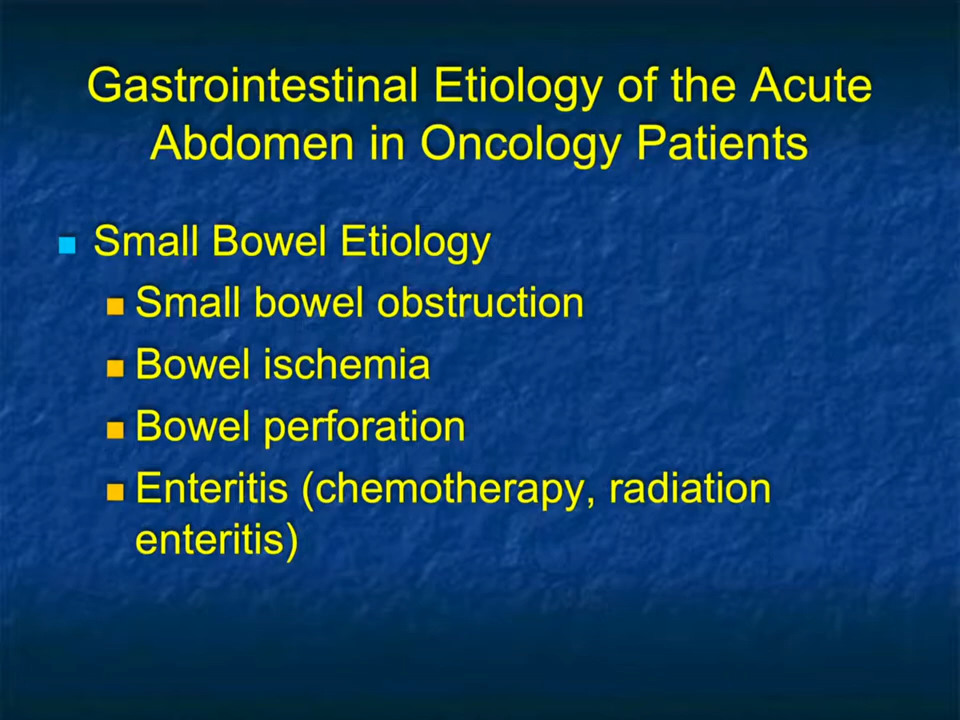 Gastrointestinal Etiology of the Acute
Abdomen in Oncology Patients
Small Bowel Etiology
Small bowel obstruction
Bowel ischemia
Bowel perforation
Enteritis (chemotherapy, radiation
enteritis)